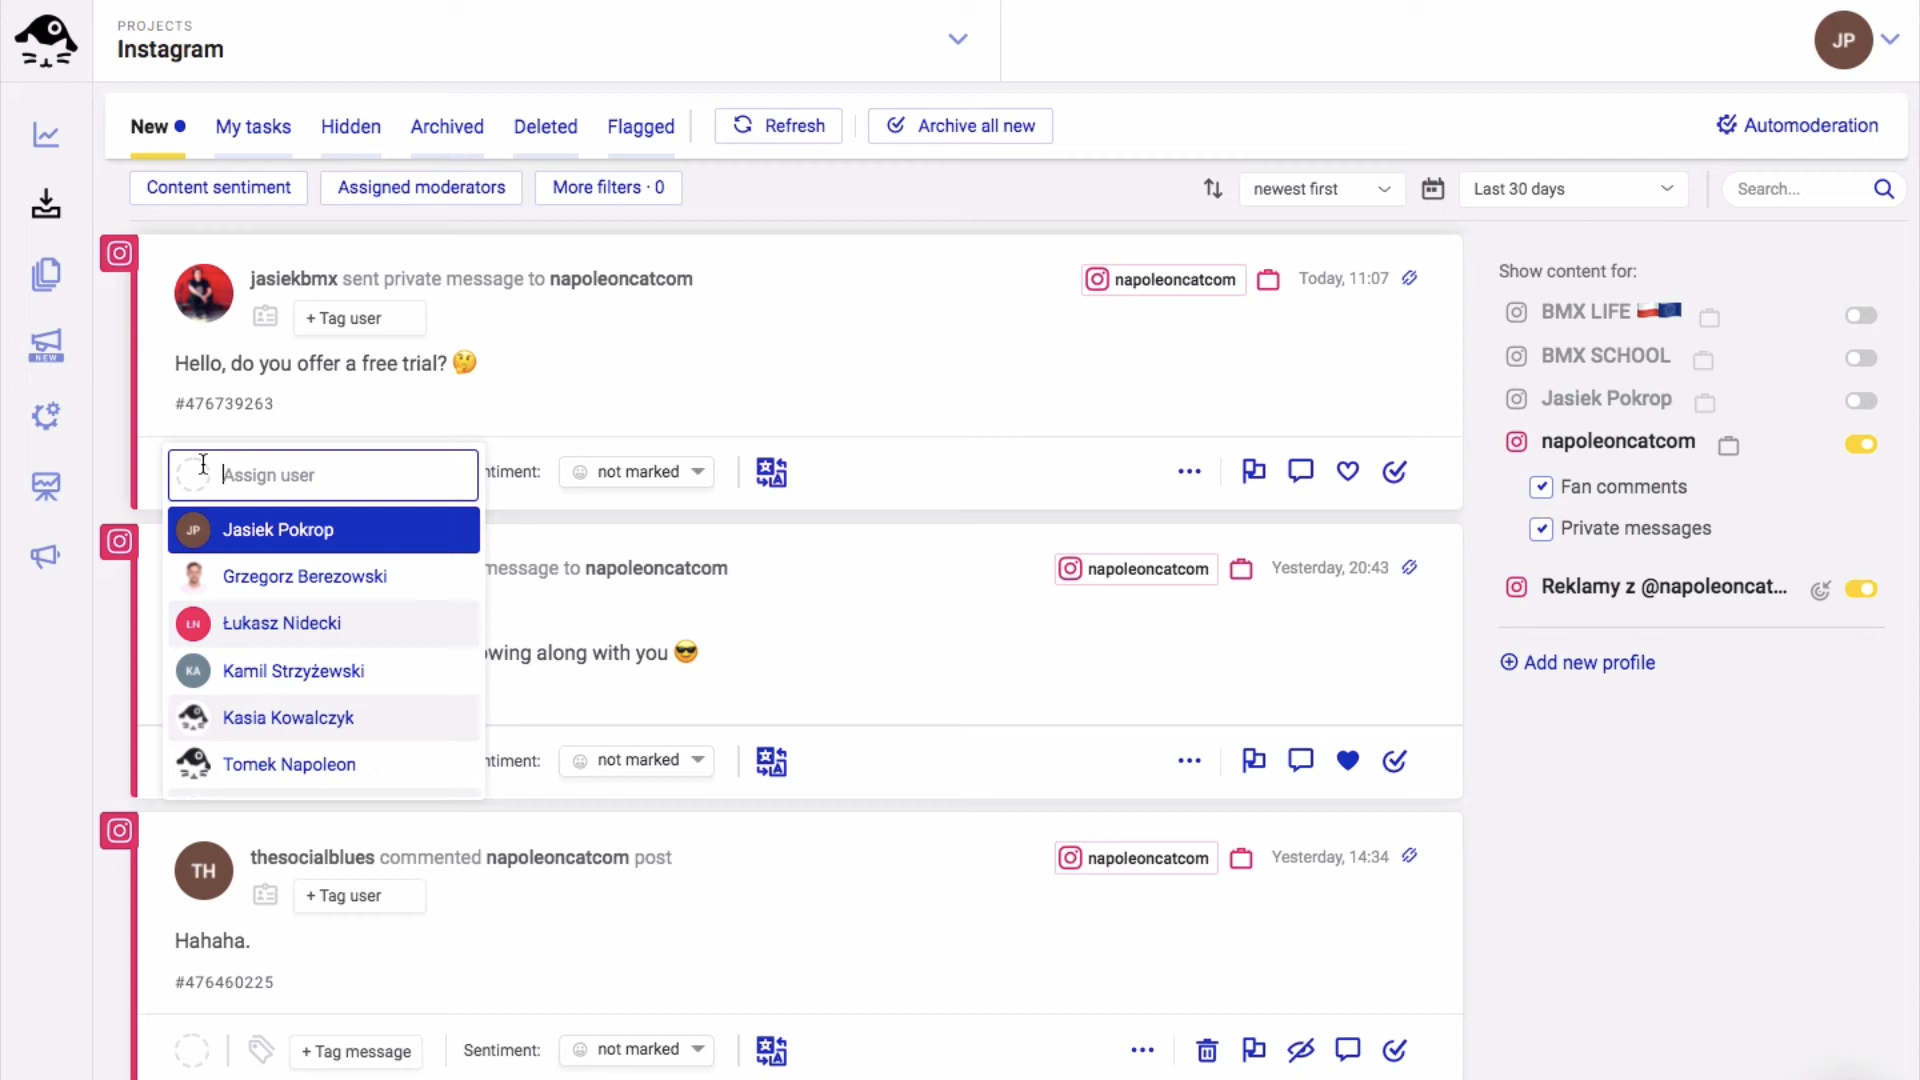 PROJECTS
Instagram
JP
New My tasks Hidden Archived Deleted Flagged Refresh Archive all new Automoderation
Content sentiment Assigned moderators More filters · 0 newest first Last 30 days Search...
jasiekbmx sent private message to napoleoncatcom napoleoncatcom Today, 11:07
+ Tag user
Hello, do you offer a free trial? 🤔
#476739263
Assign user ntiment: not marked
JP Jasiek Pokrop
Grzegorz Berezowski
ŁN Łukasz Nidecki
KA Kamil Strzyżewski
Kasia Kowalczyk
Tomek Napoleon
message to napoleoncatcom napoleoncatcom Yesterday, 20:43
owing along with you 😎
ntiment: not marked
TH thesocialblues commented napoleoncatcom post napoleoncatcom Yesterday, 14:34
+ Tag user
Hahaha.
#476460225
+ Tag message Sentiment: not marked
Show content for:
BMX LIFE 🇵🇱🇪🇺
BMX SCHOOL
Jasiek Pokrop
napoleoncatcom
Fan comments
Private messages
Reklamy z @napoleoncat...
Add new profile
NEW